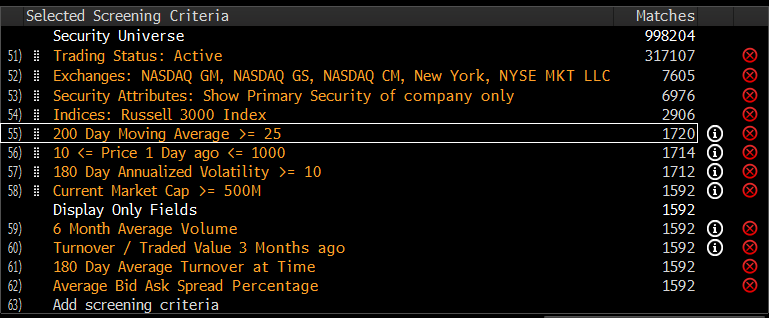 Selected Screening Criteria Matches
Security Universe 998204
51) Trading Status: Active 317107
52) Exchanges: NASDAQ GM, NASDAQ GS, NASDAQ CM, New York, NYSE MKT LLC 7605
53) Security Attributes: Show Primary Security of company only 6976
54) Indices: Russell 3000 Index 2906
55) 200 Day Moving Average >= 25 1720
56) 10 <= Price 1 Day ago <= 1000 1714
57) 180 Day Annualized Volatility >= 10 1712
58) Current Market Cap >= 500M 1592
Display Only Fields 1592
59) 6 Month Average Volume 1592
60) Turnover / Traded Value 3 Months ago 1592
61) 180 Day Average Turnover at Time 1592
62) Average Bid Ask Spread Percentage 1592
63) Add screening criteria